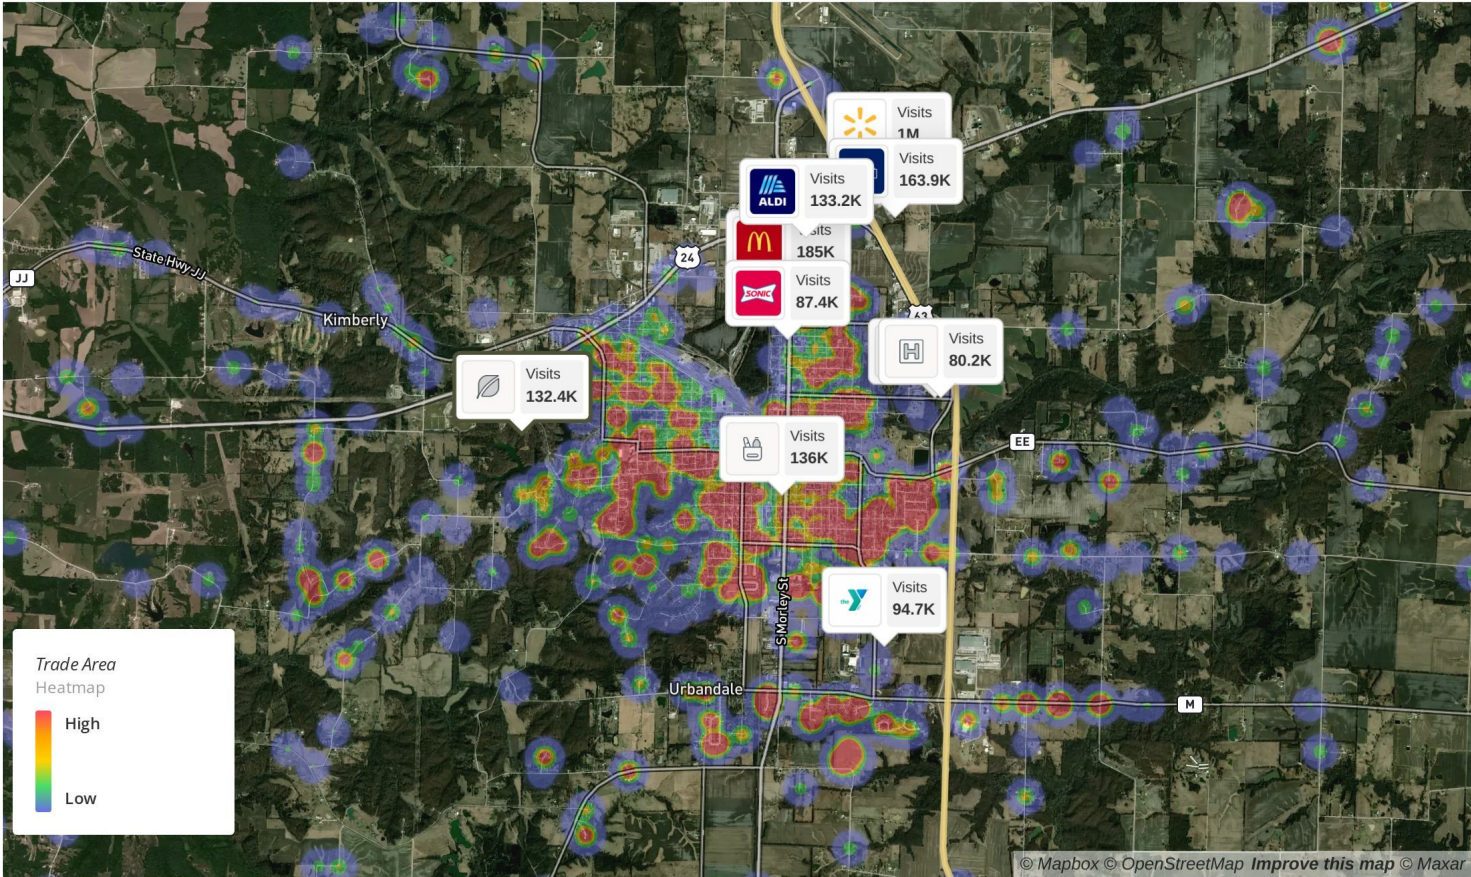 Visits
1M
Visits
163.9K
ALDI
Visits
133.2K
185K
SONIC
Visits
87.4K
24
63
State Hwy JJ
JJ
Kimberly
H
Visits
80.2K
Visits
132.4K
Visits
136K
EE
the Y
Visits
94.7K
S Morley St
Urbandale
M
Trade Area
Heatmap
High
Low
© Mapbox © OpenStreetMap Improve this map © Maxar